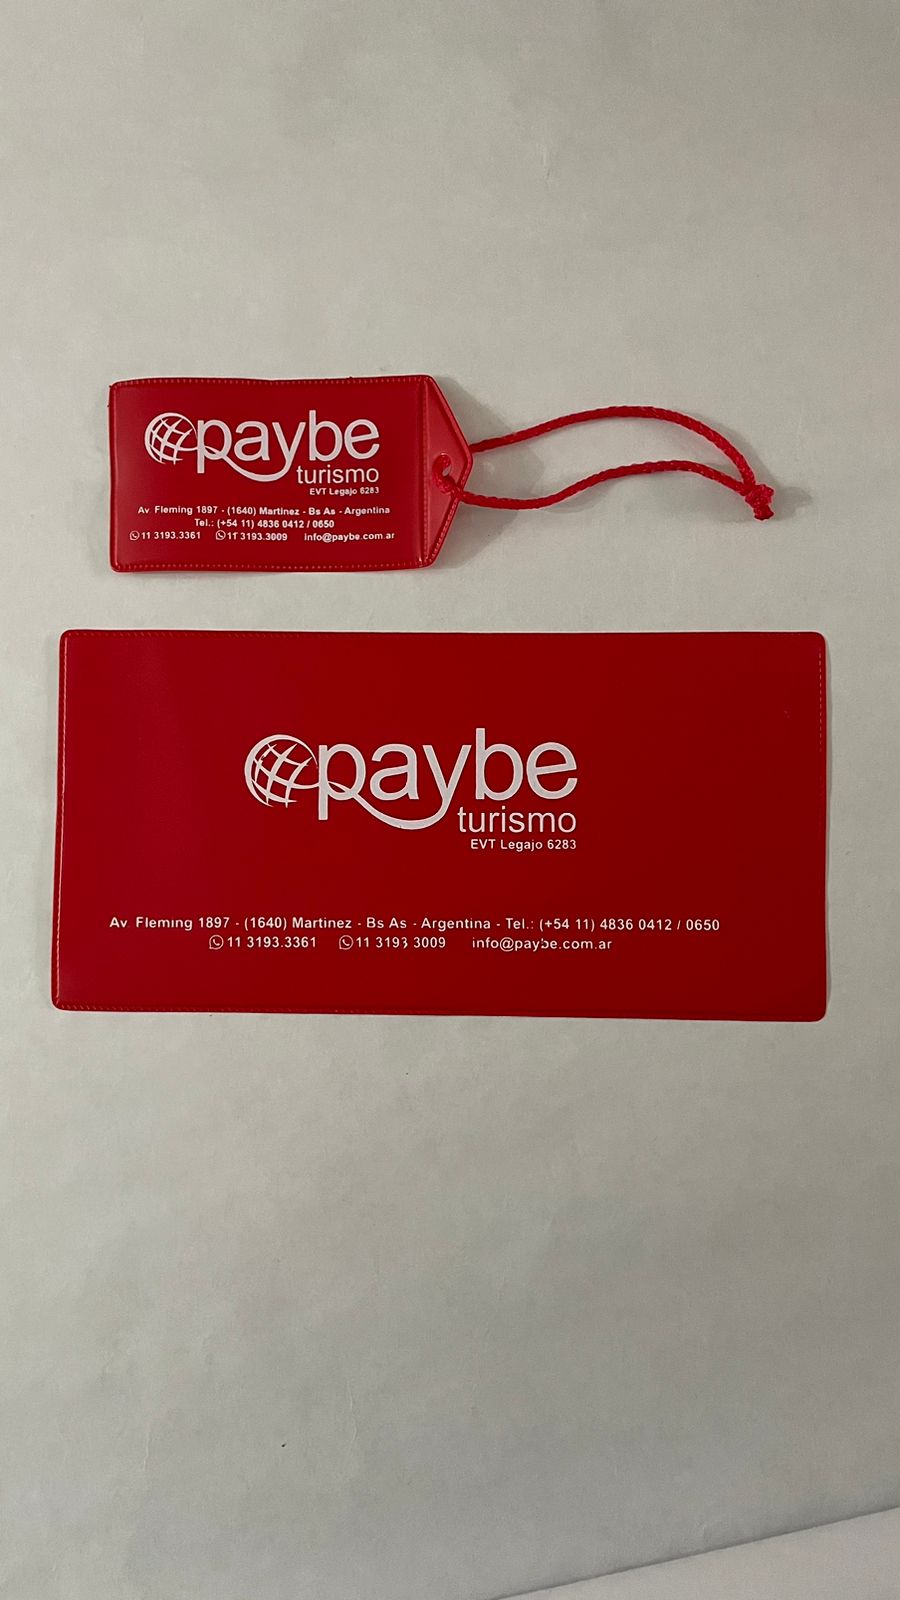 paybe
turismo
EVT Legajo 6283
Av. Fleming 1897 - (1640) Martinez - Bs As - Argentina
Tel.: (+54 11) 4836 0412 / 0650
11 3193.3361 11 3193.3009 info@paybe.com.ar
paybe
turismo
EVT Legajo 6283
Av. Fleming 1897 - (1640) Martinez - Bs As - Argentina - Tel.: (+54 11) 4836 0412 / 0650
11 3193.3361 11 3193 3009 info@paybe.com.ar